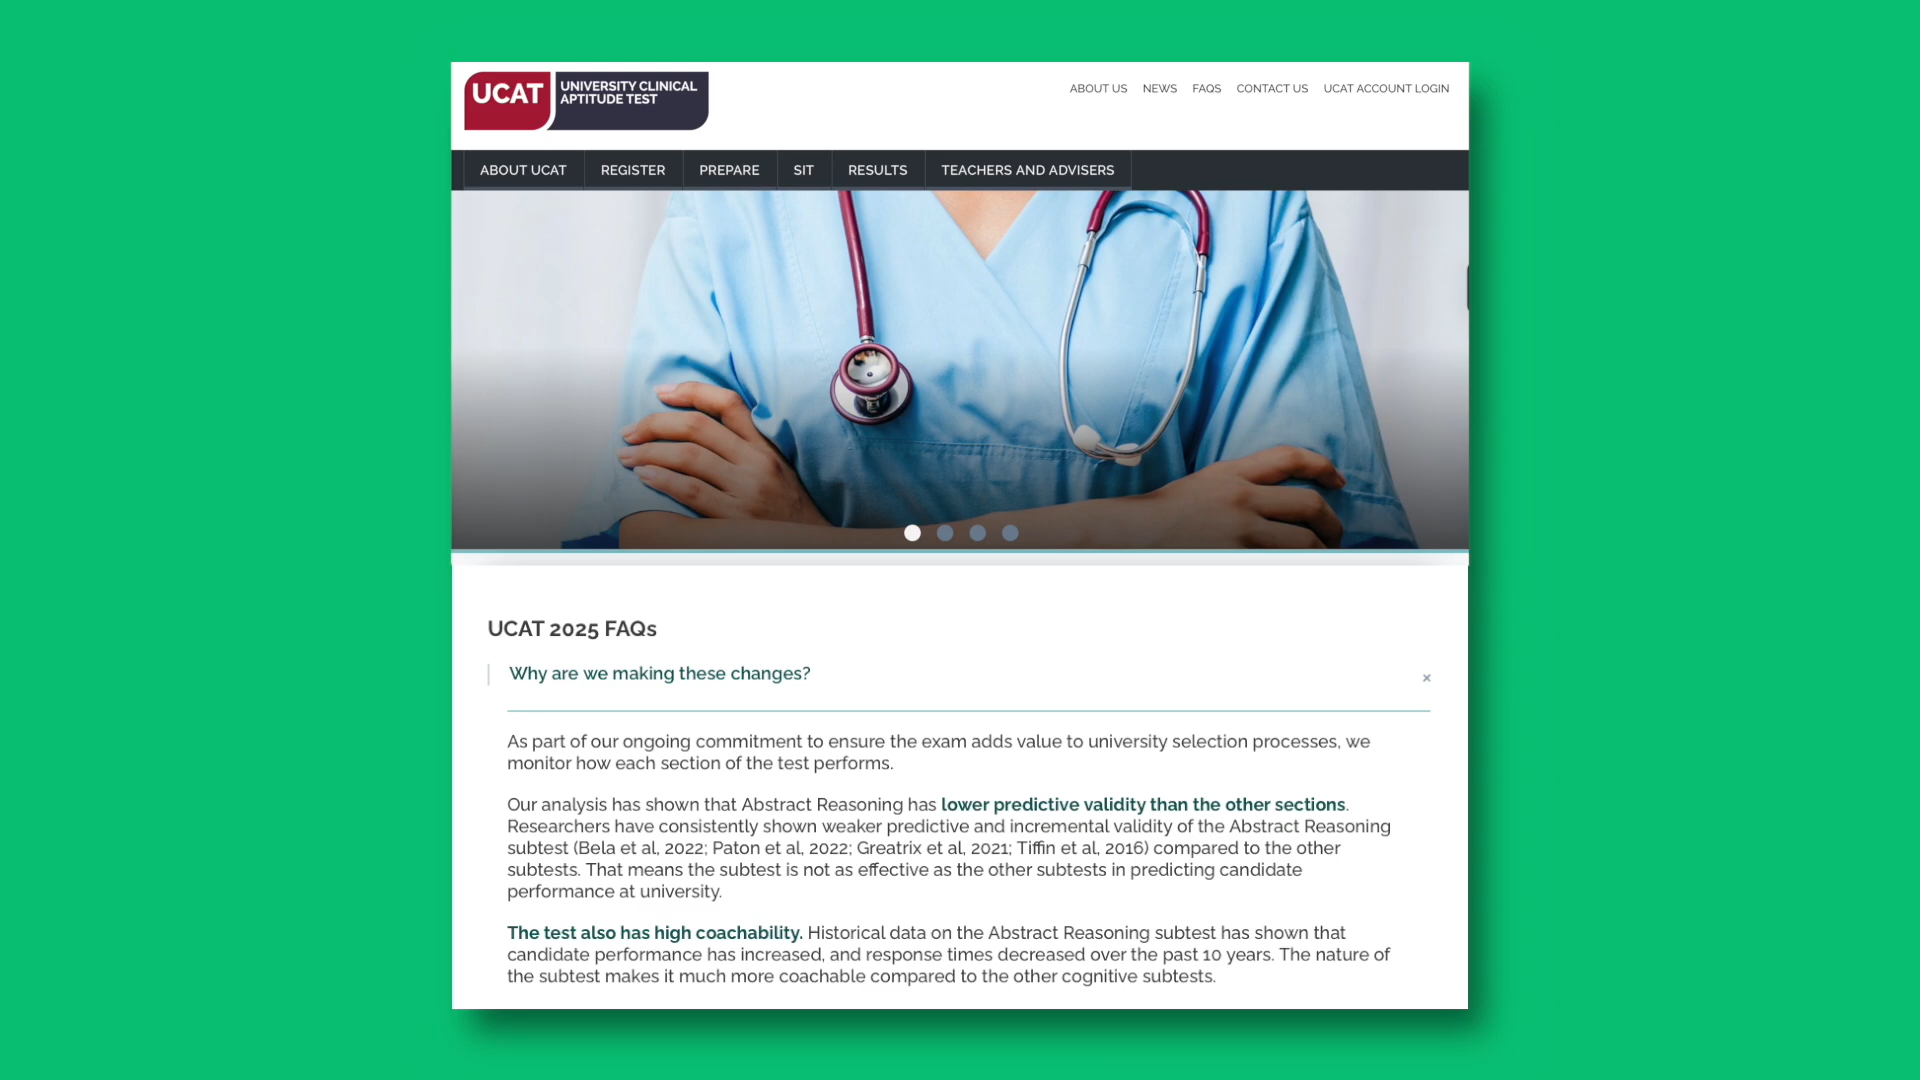 UCAT
UNIVERSITY CLINICAL
APTITUDE TEST
ABOUT US NEWS FAQS CONTACT US UCAT ACCOUNT LOGIN
ABOUT UCAT REGISTER PREPARE SIT RESULTS TEACHERS AND ADVISERS
UCAT 2025 FAQs
Why are we making these changes? ×
As part of our ongoing commitment to ensure the exam adds value to university selection processes, we
monitor how each section of the test performs.
Our analysis has shown that Abstract Reasoning has lower predictive validity than the other sections.
Researchers have consistently shown weaker predictive and incremental validity of the Abstract Reasoning
subtest (Bela et al, 2022; Paton et al, 2022; Greatrix et al, 2021; Tiffin et al, 2016) compared to the other
subtests. That means the subtest is not as effective as the other subtests in predicting candidate
performance at university.
The test also has high coachability. Historical data on the Abstract Reasoning subtest has shown that
candidate performance has increased, and response times decreased over the past 10 years. The nature of
the subtest makes it much more coachable compared to the other cognitive subtests.